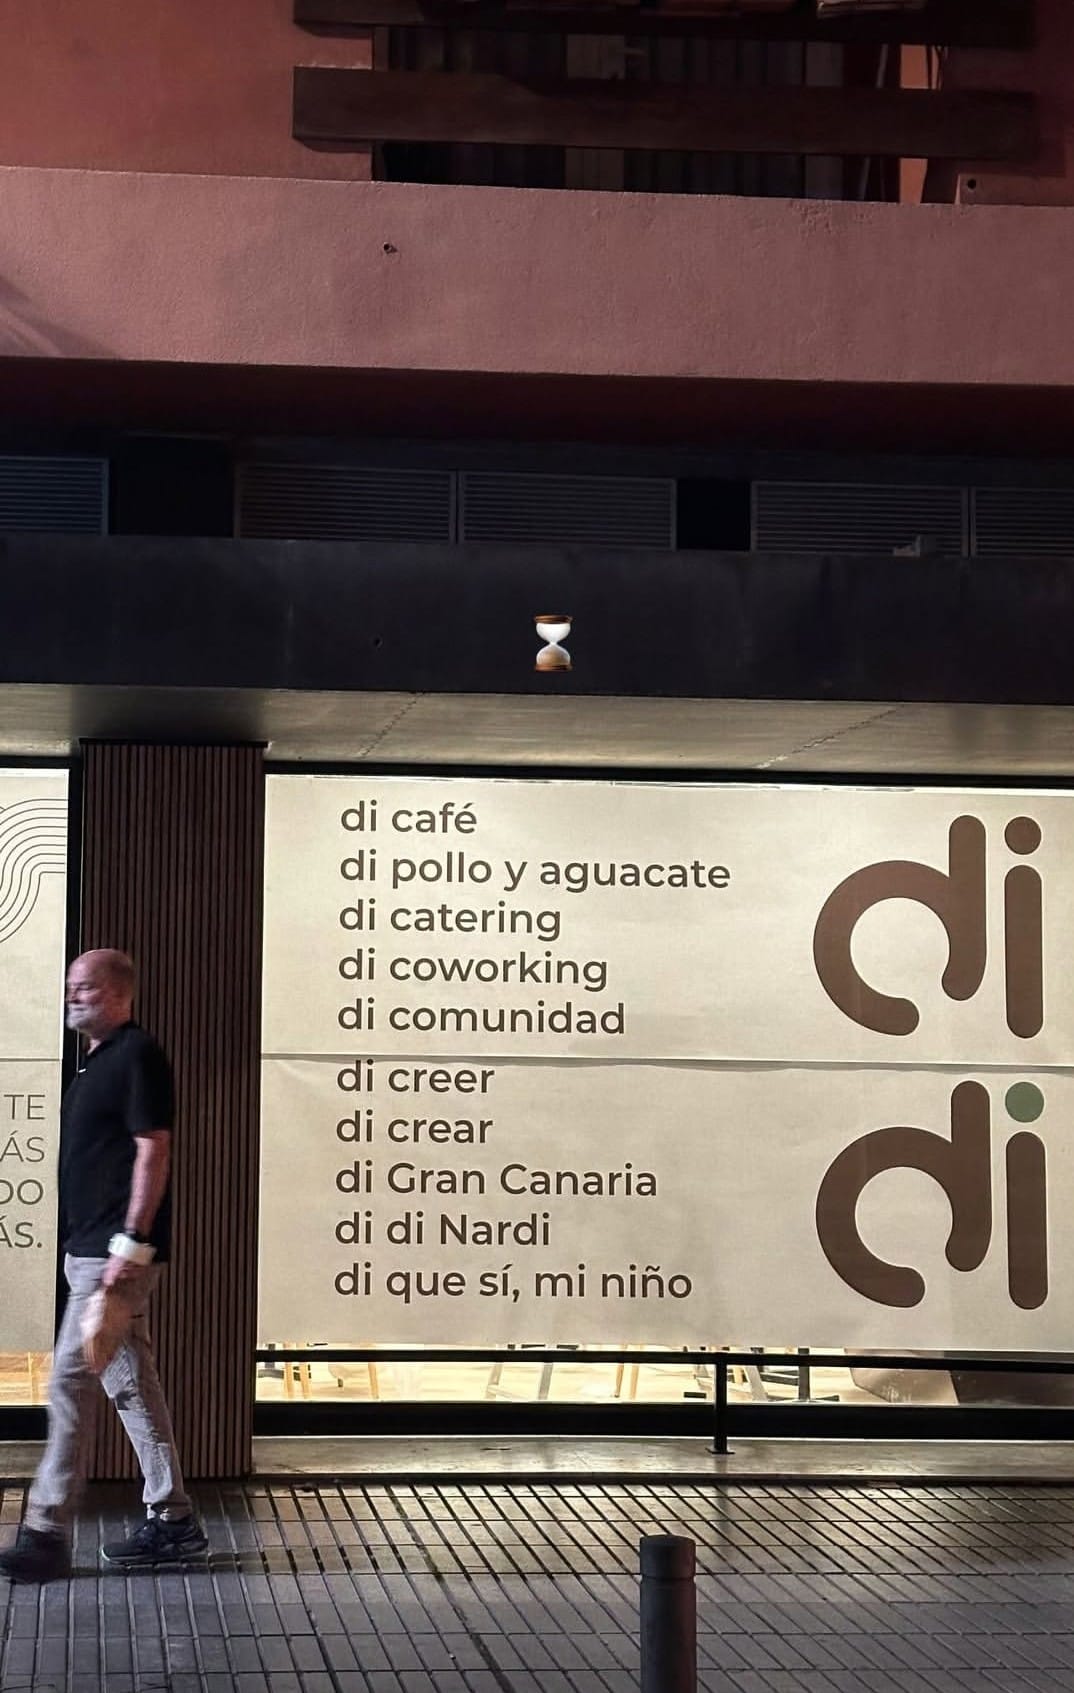 TE
ÁS
DO
ÁS.
di café
di pollo y aguacate
di catering
di coworking
di comunidad
di creer
di crear
di Gran Canaria
di di Nardi
di que sí, mi niño
di
di